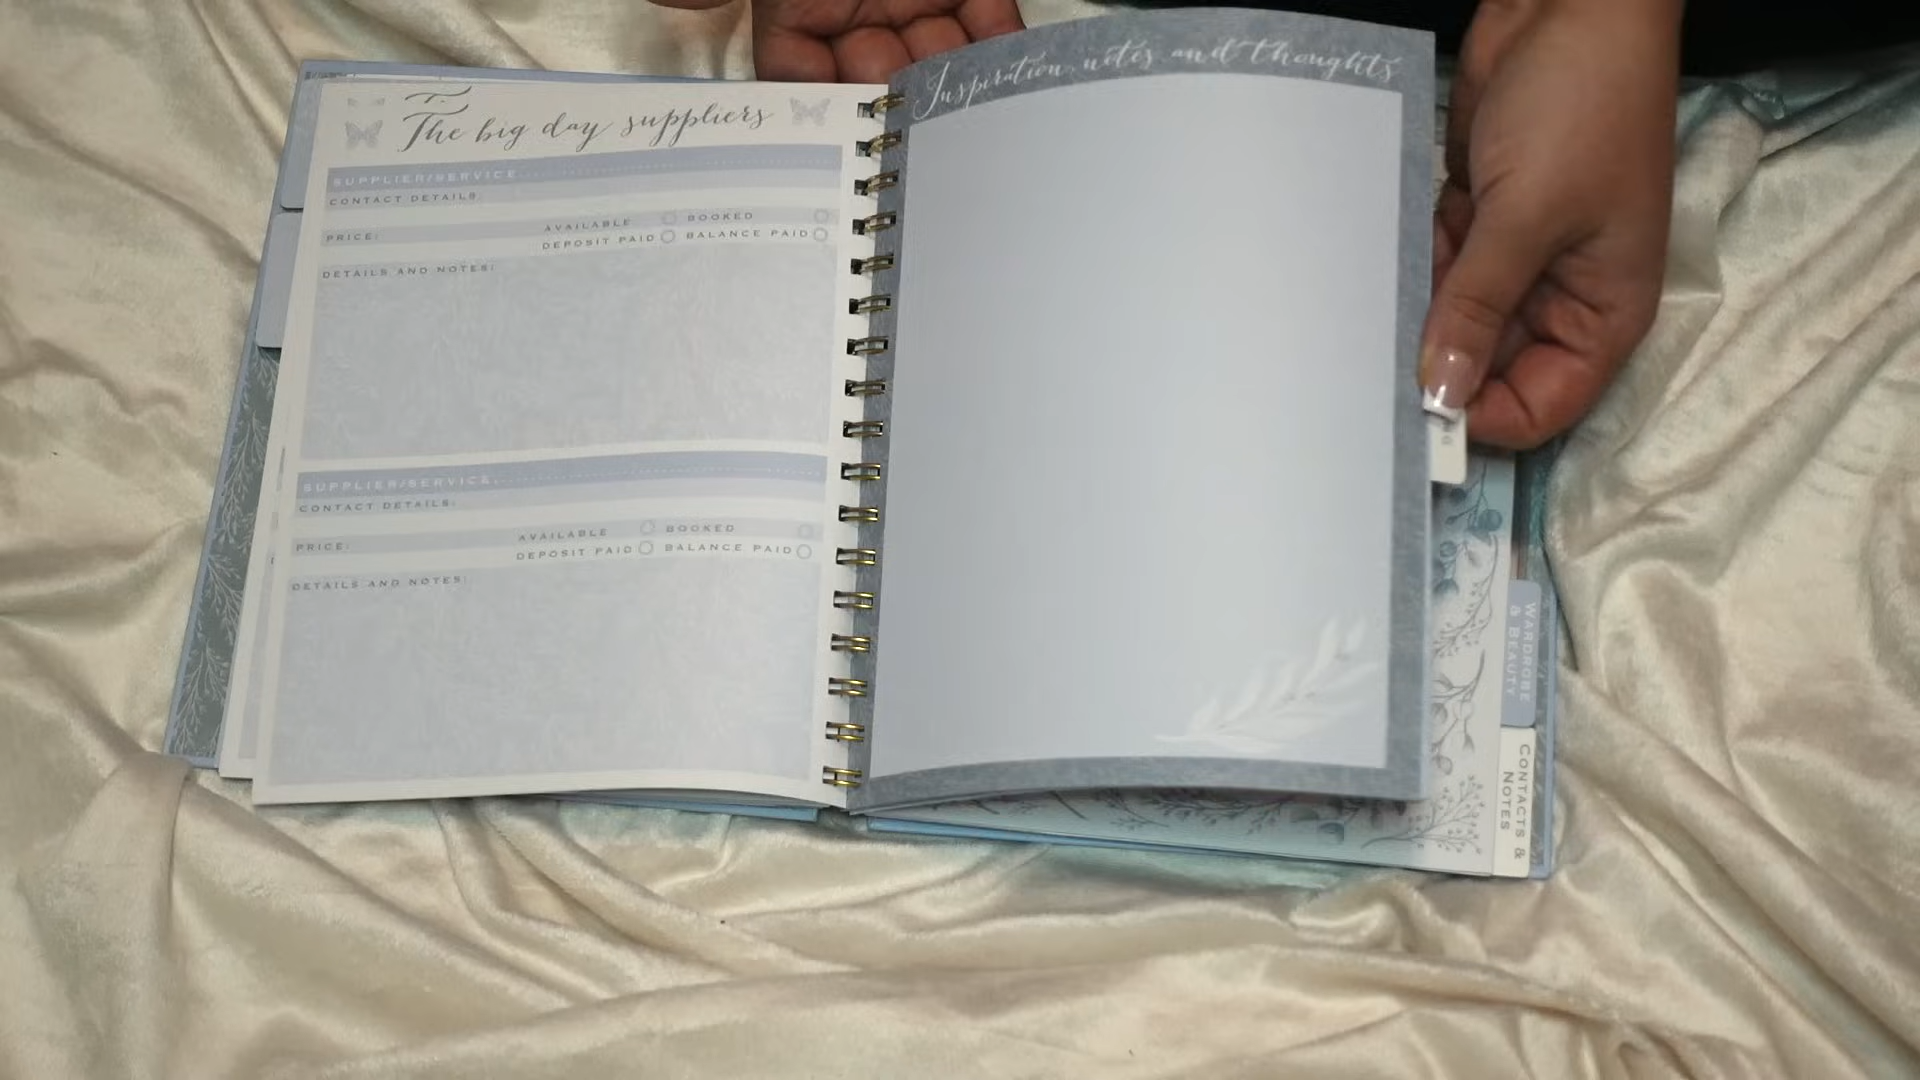 The big day suppliers
SUPPLIER/SERVICE
CONTACT DETAILS:
PRICE:
AVAILABLE
BOOKED
DEPOSIT PAID
BALANCE PAID
DETAILS AND NOTES:
SUPPLIER/SERVICE
CONTACT DETAILS:
PRICE:
AVAILABLE
BOOKED
DEPOSIT PAID
BALANCE PAID
DETAILS AND NOTES:
Inspiration, notes and thoughts
WARDROBE
& BEAUTY
CONTACTS &
NOTES